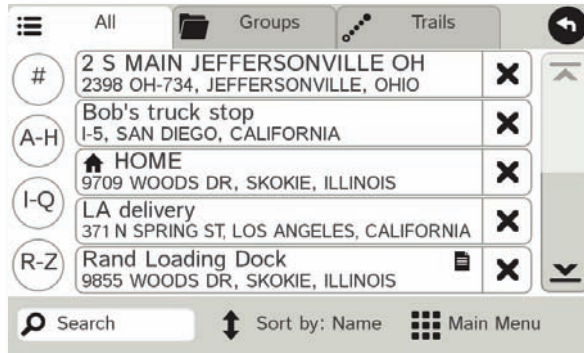 All
Groups
Trails
#
2 S MAIN JEFFERSONVILLE OH
2398 OH-734, JEFFERSONVILLE, OHIO
A-H
Bob's truck stop
I-5, SAN DIEGO, CALIFORNIA
HOME
9709 WOODS DR, SKOKIE, ILLINOIS
I-Q
LA delivery
371 N SPRING ST, LOS ANGELES, CALIFORNIA
R-Z
Rand Loading Dock
9855 WOODS DR, SKOKIE, ILLINOIS
Search
Sort by: Name
Main Menu